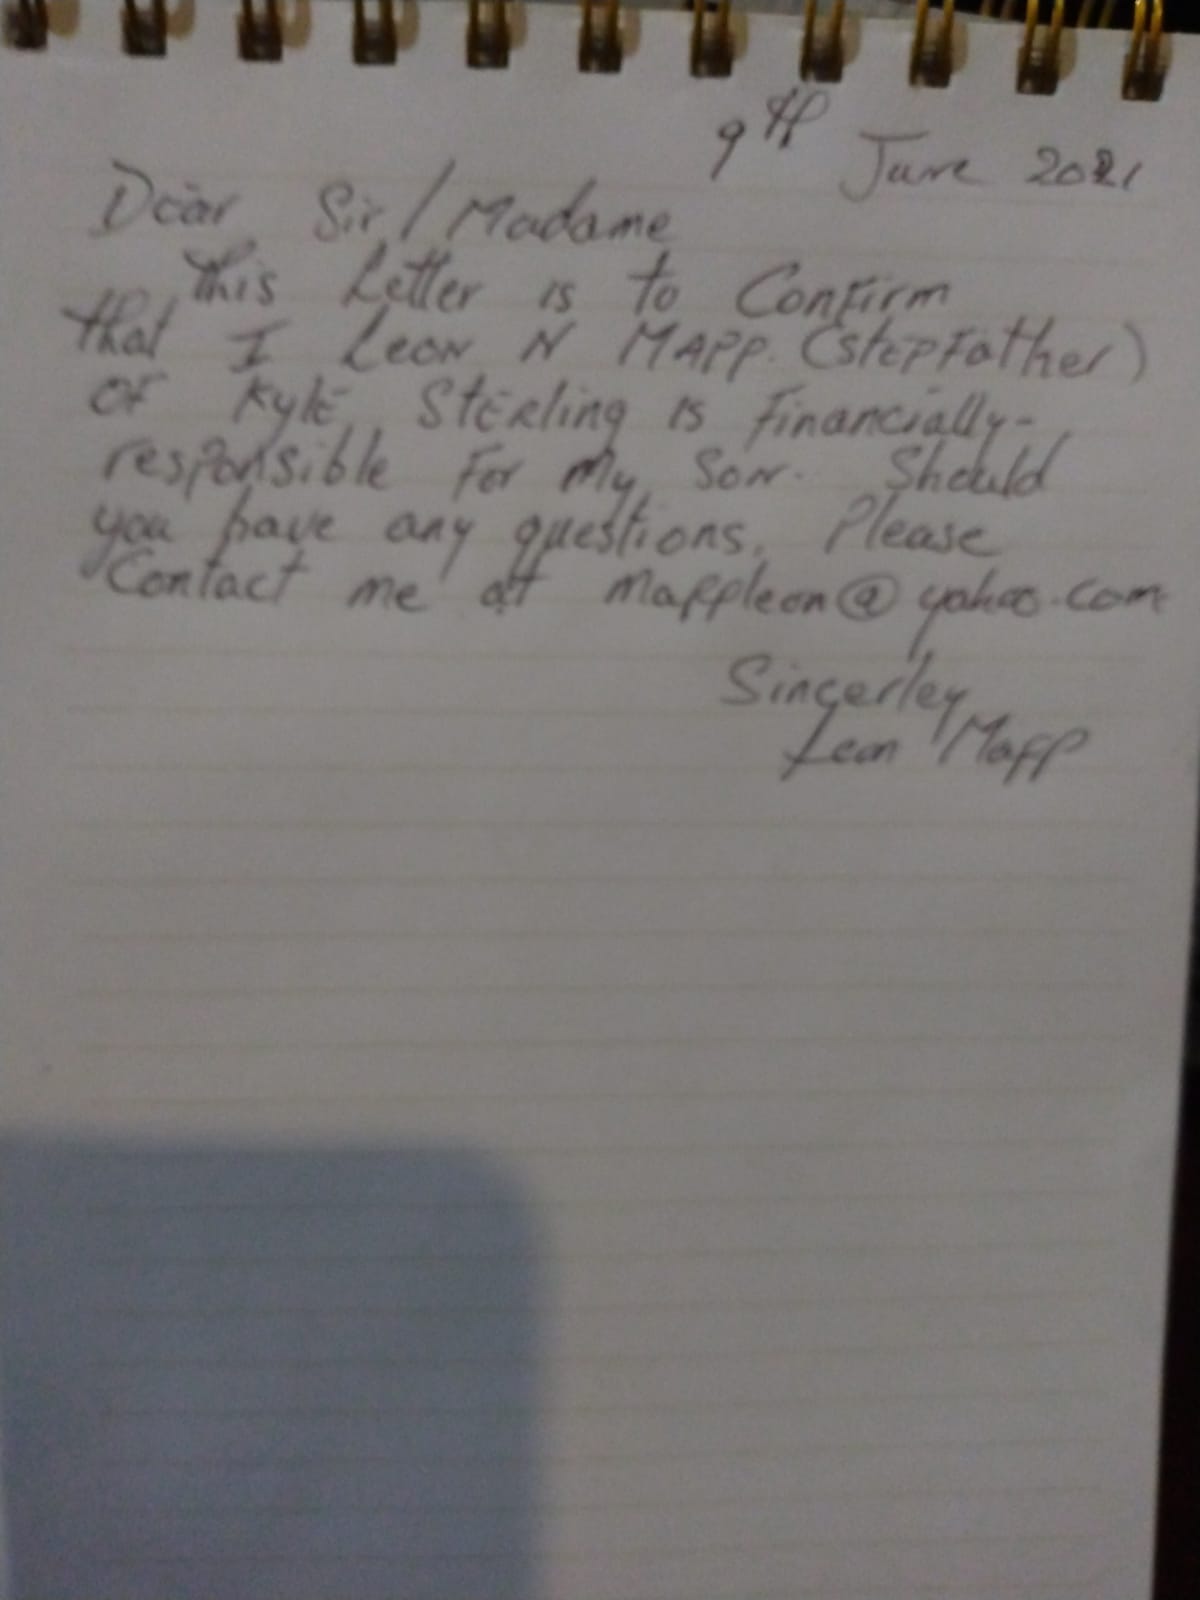 9th June 2021
Dear Sir/Madame
This Letter is to Confirm
that I Leon N MAPP. (stepfather)
Of Kyle Sterling is financially-
responsible For my Son. Should
you have any questions, Please
Contact me at mappleon@yahoo.com
Sincerley
Leon Mapp